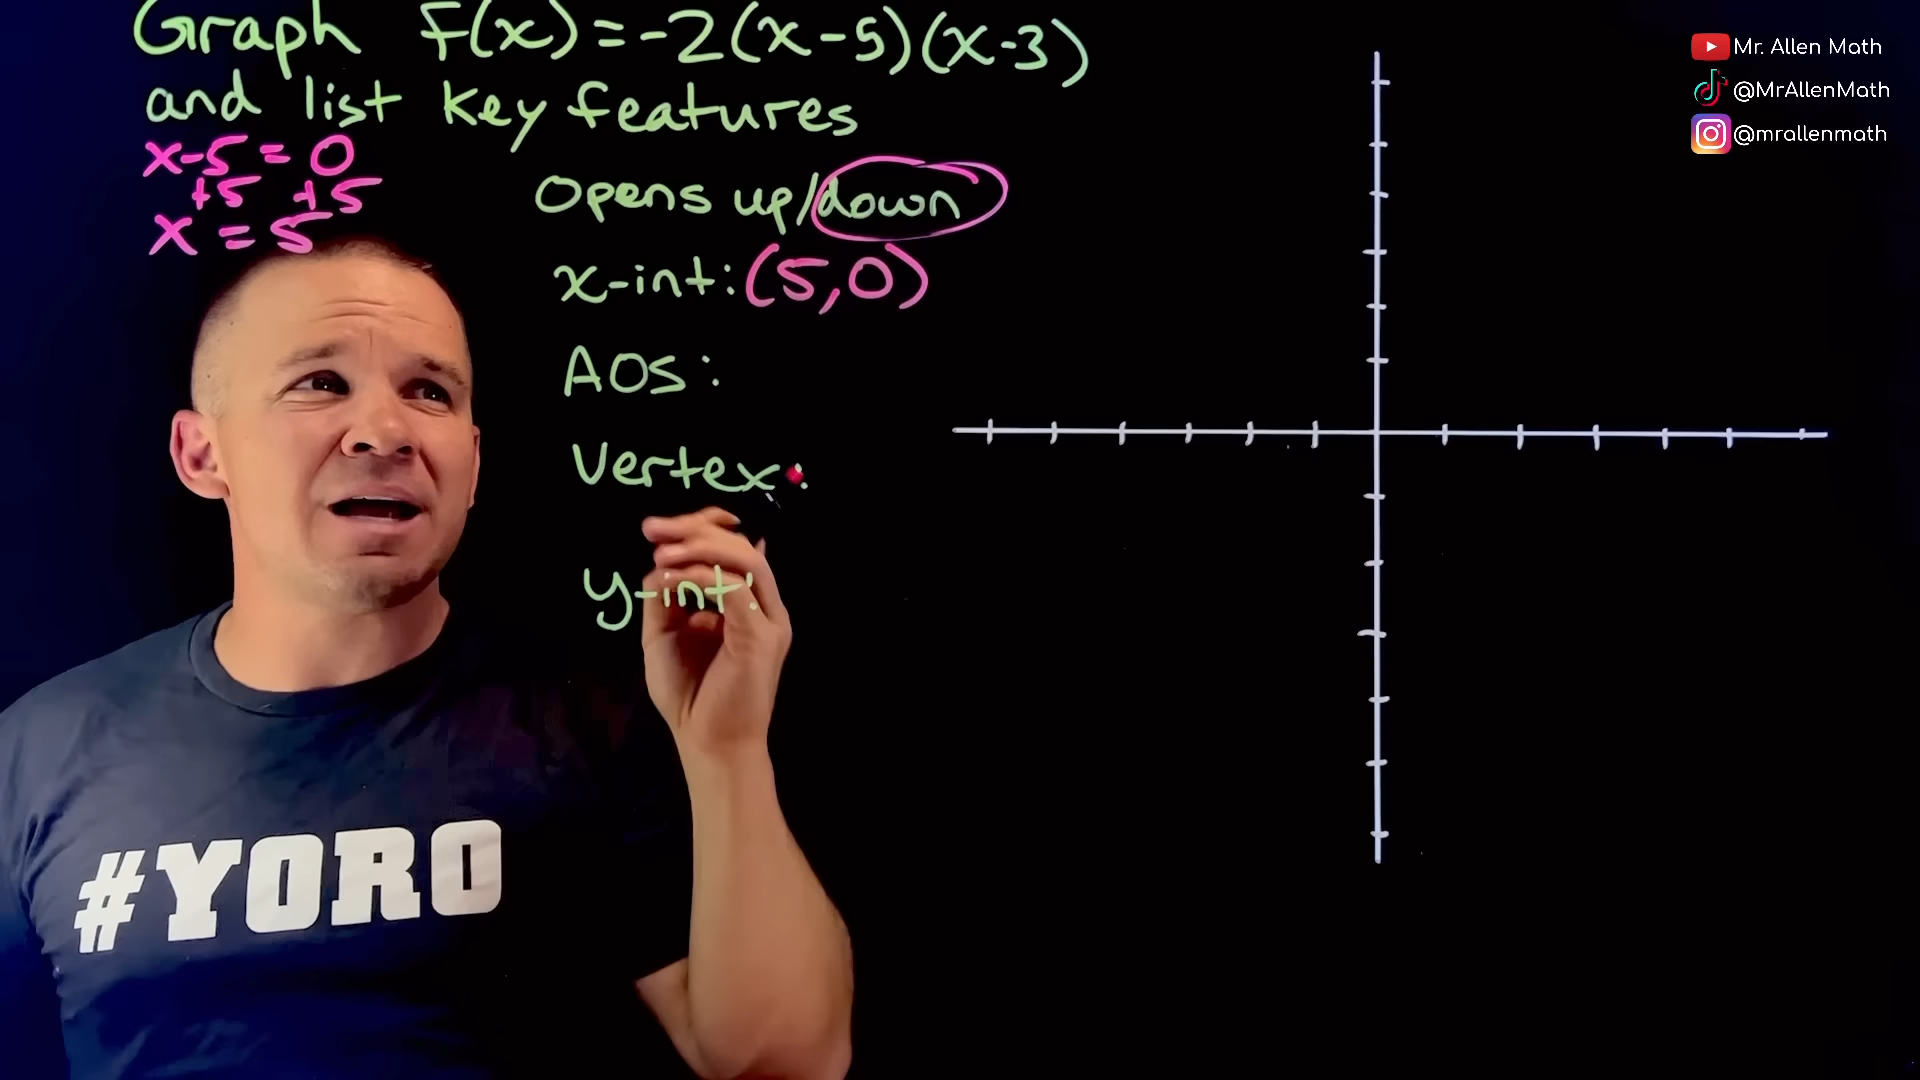 Graph f(x)=-2(x-5)(x-3)
and list key features
x-5=0
+5 +5
x=5
Opens up/down
x-int:(5,0)
AOS:
Vertex:
y-int:
#YORO
Mr. Allen Math
@MrAllenMath
@mrallenmath